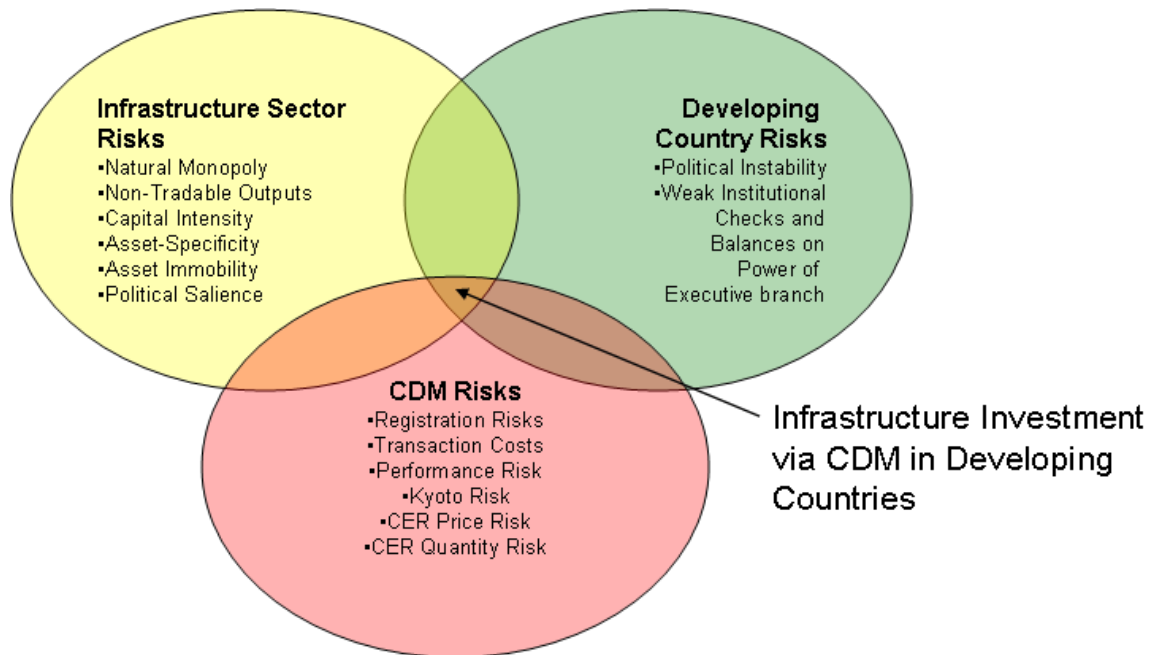 Infrastructure Sector
Risks
▪Natural Monopoly
▪Non-Tradable Outputs
▪Capital Intensity
▪Asset-Specificity
▪Asset Immobility
▪Political Salience
Developing
Country Risks
▪Political Instability
▪Weak Institutional
Checks and
Balances on
Power of
Executive branch
CDM Risks
▪Registration Risks
▪Transaction Costs
▪Performance Risk
▪Kyoto Risk
▪CER Price Risk
▪CER Quantity Risk
Infrastructure Investment
via CDM in Developing
Countries